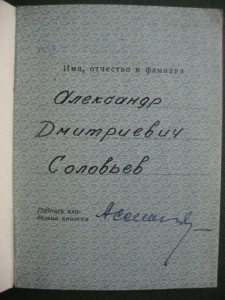 Имя, отчество и фамилия
Александр
Дмитриевич
Соловьев
Подпись вла-
дельца книжки